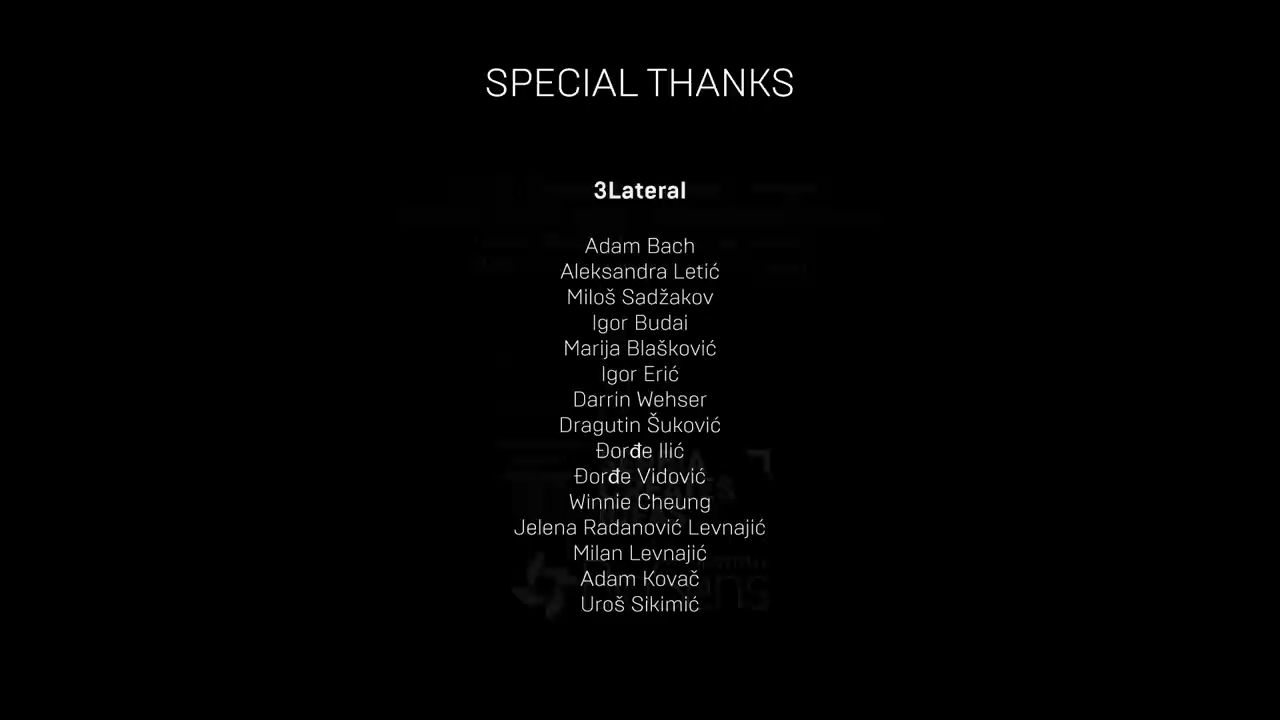 SPECIAL THANKS
3Lateral
Adam Bach
Aleksandra Letić
Miloš Sadžakov
Igor Budai
Marija Blašković
Igor Erić
Darrin Wehser
Dragutin Šuković
Đorđe Ilić
Đorđe Vidović
Winnie Cheung
Jelena Radanović Levnajić
Milan Levnajić
Adam Kovač
Uroš Sikimić